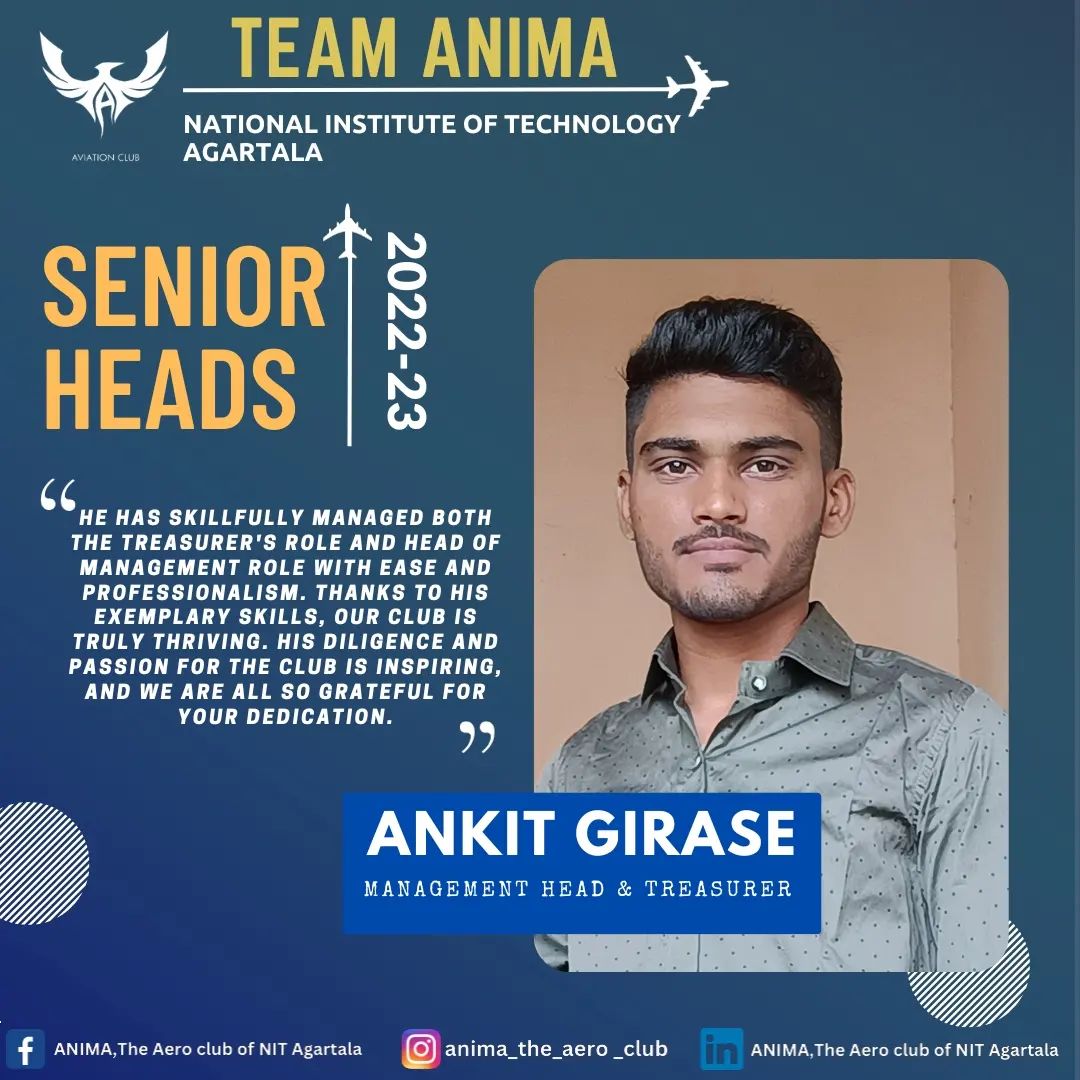 TEAM ANIMA
NATIONAL INSTITUTE OF TECHNOLOGY
AGARTALA
A
AVIATION CLUB
SENIOR
HEADS
2022-23
“HE HAS SKILLFULLY MANAGED BOTH
THE TREASURER'S ROLE AND HEAD OF
MANAGEMENT ROLE WITH EASE AND
PROFESSIONALISM. THANKS TO HIS
EXEMPLARY SKILLS, OUR CLUB IS
TRULY THRIVING. HIS DILIGENCE AND
PASSION FOR THE CLUB IS INSPIRING,
AND WE ARE ALL SO GRATEFUL FOR
YOUR DEDICATION.”
ANKIT GIRASE
MANAGEMENT HEAD & TREASURER
f ANIMA,The Aero club of NIT Agartala
anima_the_aero _club
in ANIMA,The Aero club of NIT Agartala